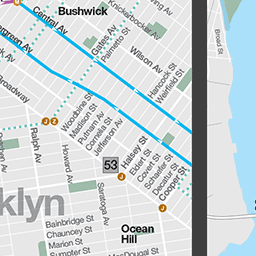 Bushwick
Central Av
Knickerbocker Av
Gates Av
Palmetto St
Wilson Av
Broad St
Evergreen Av
Hancock St
Weirfield St
Broadway
J Z
Woodbine St
Madison St
Putnam Av
Cornelia St
Jefferson Av
Ralph Av
Howard Av
53
Halsey St
Eldert St
Covert St
Schaefer St
Decatur St
Cooper St
J
Saratoga Av
klyn
J
Bainbridge St
Chauncey St
Marion St
Sumpter St
MacDougal St
Ocean
Hill